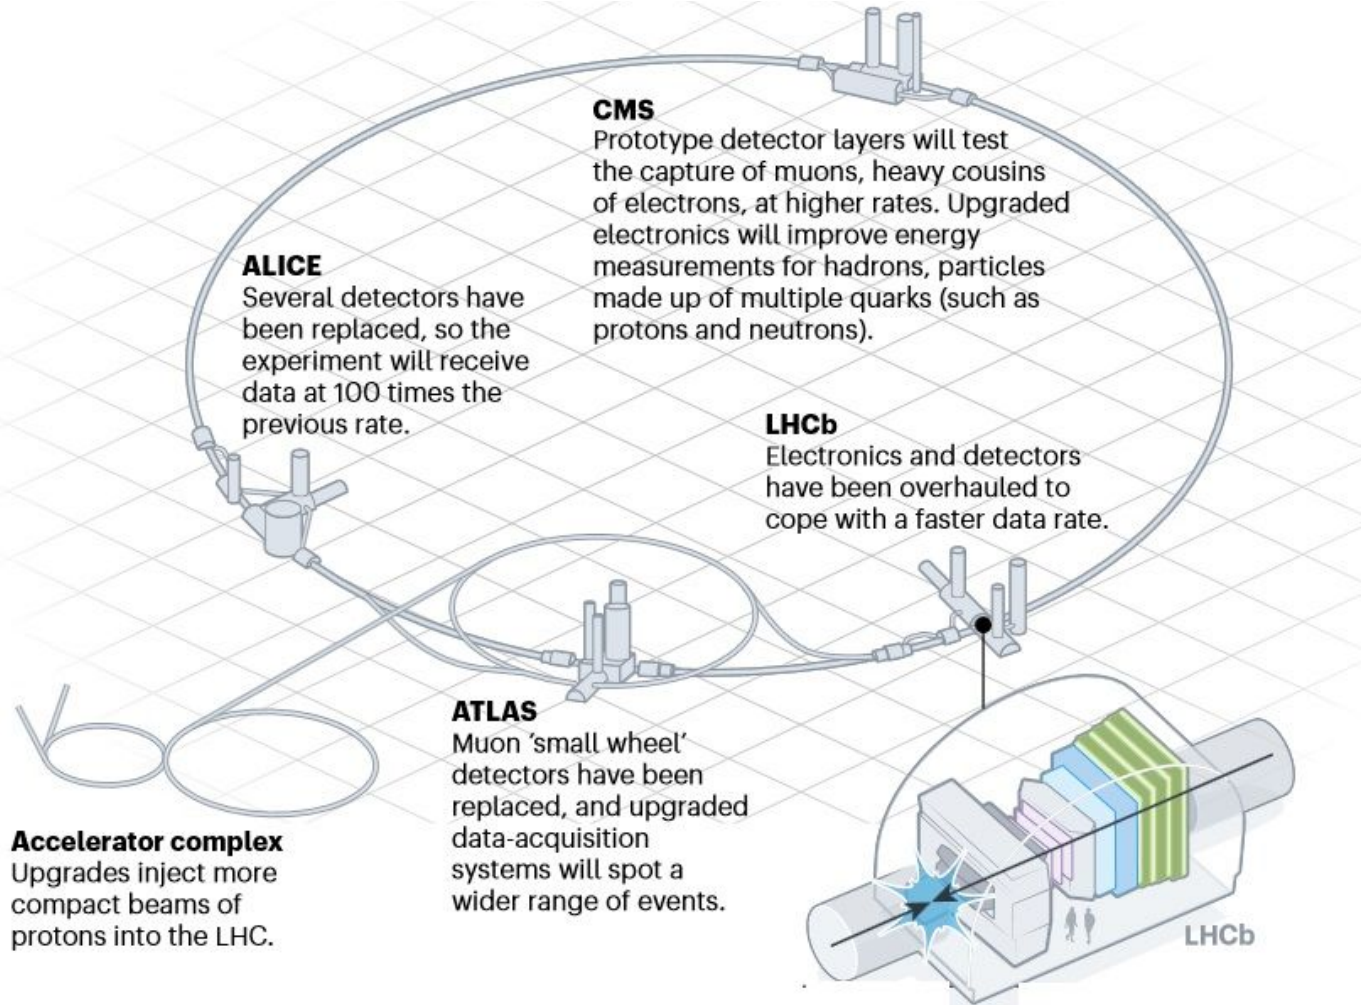 CMS
Prototype detector layers will test
the capture of muons, heavy cousins
of electrons, at higher rates. Upgraded
electronics will improve energy
measurements for hadrons, particles
made up of multiple quarks (such as
protons and neutrons).
ALICE
Several detectors have
been replaced, so the
experiment will receive
data at 100 times the
previous rate.
LHCb
Electronics and detectors
have been overhauled to
cope with a faster data rate.
ATLAS
Muon ‘small wheel’
detectors have been
replaced, and upgraded
data-acquisition
systems will spot a
wider range of events.
Accelerator complex
Upgrades inject more
compact beams of
protons into the LHC.
LHCb